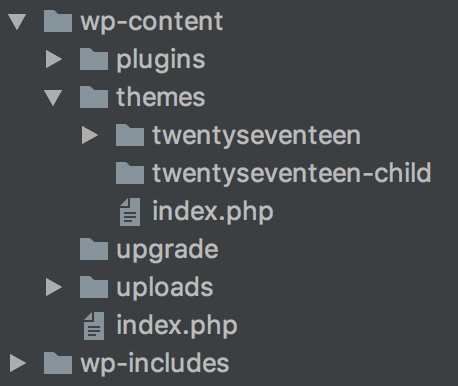 wp-content
plugins
themes
twentyseventeen
twentyseventeen-child
index.php
upgrade
uploads
index.php
wp-includes